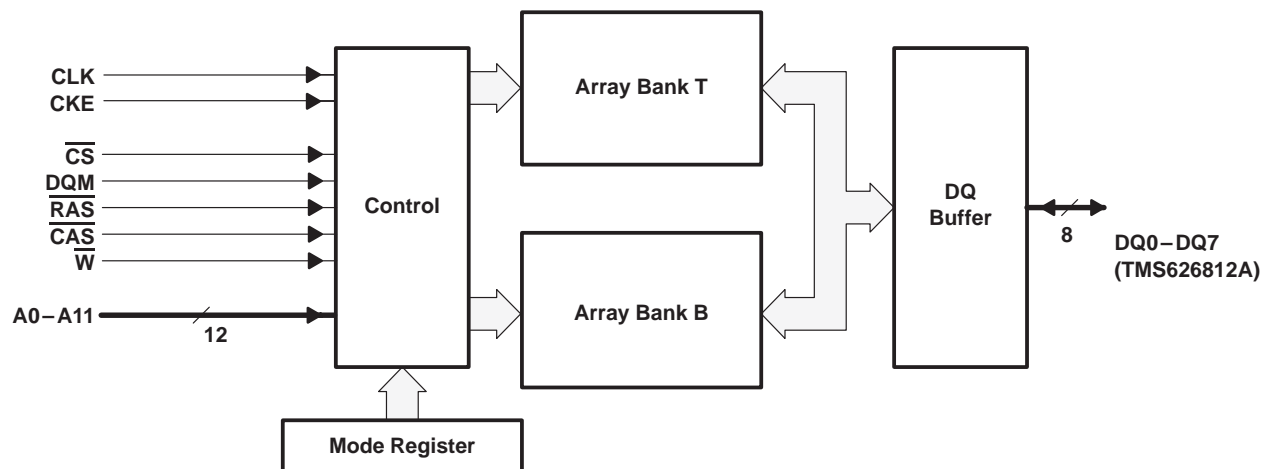 CLK
CKE
CS
DQM
RAS
CAS
W
A0–A11
12
Control
Mode Register
Array Bank T
Array Bank B
DQ
Buffer
8
DQ0–DQ7
(TMS626812A)